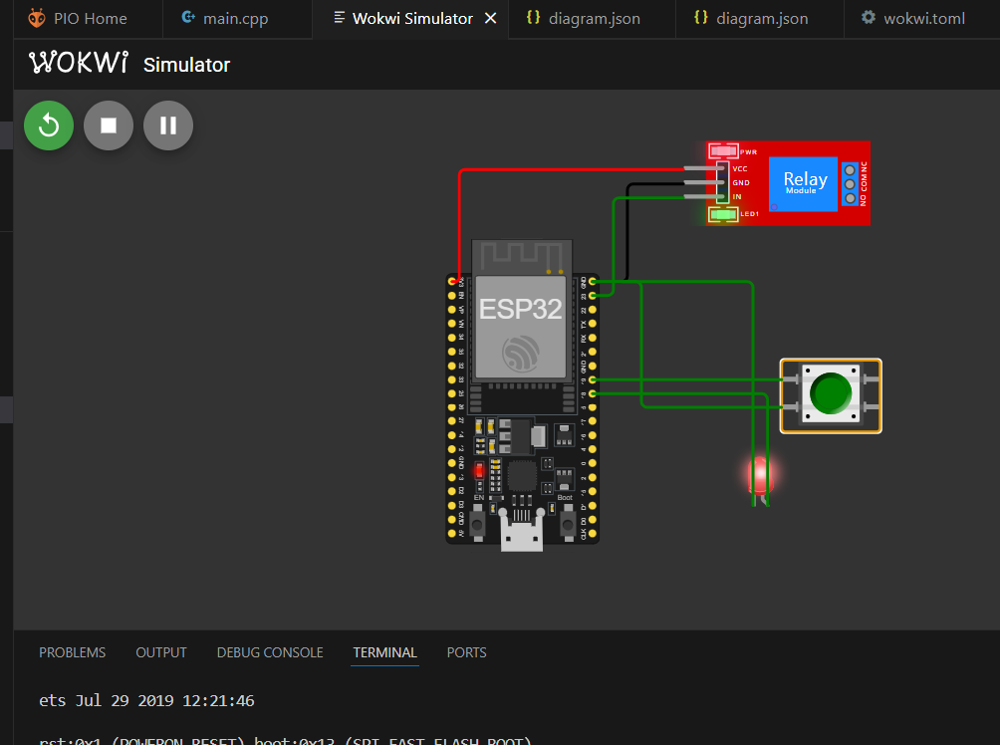 PIO Home
main.cpp
Wokwi Simulator
diagram.json
diagram.json
wokwi.toml
WOKWi Simulator
PWR
VCC
GND
IN
LED1
Relay
Module
NO COM NC
ESP32
EN
Boot
PROBLEMS OUTPUT DEBUG CONSOLE TERMINAL PORTS
ets Jul 29 2019 12:21:46
rst:0x1 (POWERON_RESET),boot:0x13 (SPI_FAST_FLASH_BOOT)